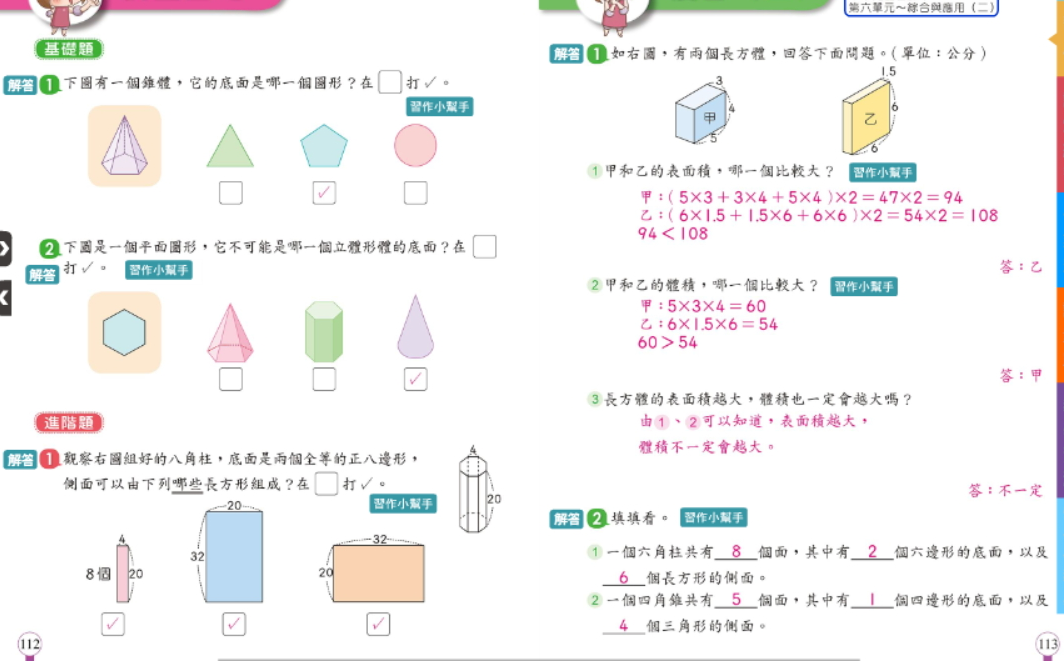 基礎題
解答 1 下圖有一個錐體，它的底面是哪一個圖形？在□打✓。
習作小幫手
✓
2 下圖是一個平面圖形，它不可能是哪一個立體形體的底面？在□
解答 打✓。 習作小幫手
✓
進階題
解答 1 觀察右圖組好的八角柱，底面是兩個全等的正八邊形，
側面可以由下列哪些長方形組成？在□打✓。
習作小幫手
4
20
4
8個 20
20
32
32
20
✓ ✓ ✓
112
第六單元～綜合與應用（二）
解答 1 如右圖，有兩個長方體，回答下面問題。（單位：公分）
3
4
甲
5
1.5
6
乙
6
1 甲和乙的表面積，哪一個比較大？ 習作小幫手
甲：( 5×3＋3×4＋5×4 )×2＝47×2＝94
乙：( 6×1.5＋1.5×6＋6×6 )×2＝54×2＝108
94＜108
答：乙
2 甲和乙的體積，哪一個比較大？ 習作小幫手
甲：5×3×4＝60
乙：6×1.5×6＝54
60＞54
答：甲
3 長方體的表面積越大，體積也一定會越大嗎？
由1、2可以知道，表面積越大，
體積不一定會越大。
答：不一定
解答 2 填填看。 習作小幫手
1 一個六角柱共有 8 個面，其中有 2 個六邊形的底面，以及
6 個長方形的側面。
2 一個四角錐共有 5 個面，其中有 1 個四邊形的底面，以及
4 個三角形的側面。
113